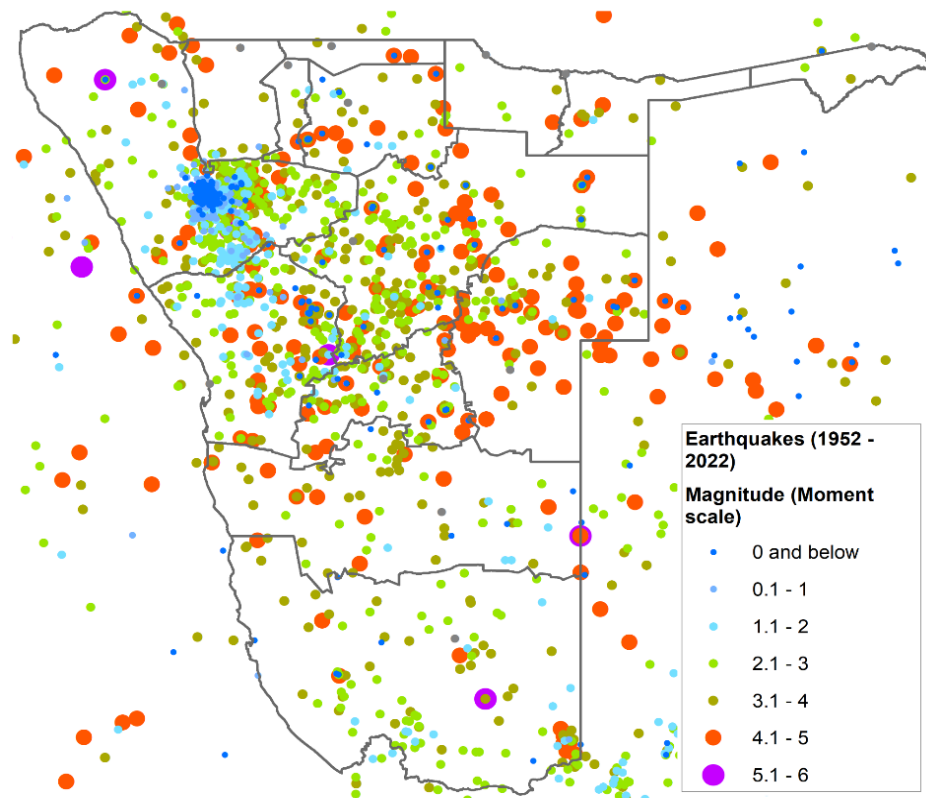 Earthquakes (1952 -
2022)
Magnitude (Moment
scale)
0 and below
0.1 - 1
1.1 - 2
2.1 - 3
3.1 - 4
4.1 - 5
5.1 - 6